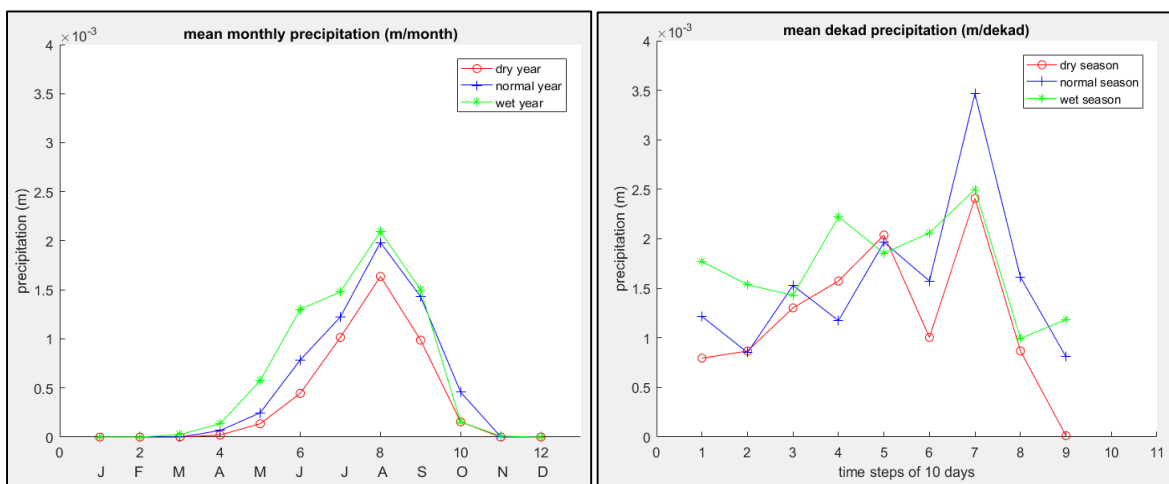 mean monthly precipitation (m/month)
×10⁻³
dry year
normal year
wet year
4
3.5
3
2.5
2
1.5
1
0.5
0
precipitation (m)
0 2 4 6 8 10 12
J F M A M J J A S O N D
mean dekad precipitation (m/dekad)
×10⁻³
dry season
normal season
wet season
4
3.5
3
2.5
2
1.5
1
0.5
0
precipitation (m)
0 1 2 3 4 5 6 7 8 9 10 11
time steps of 10 days